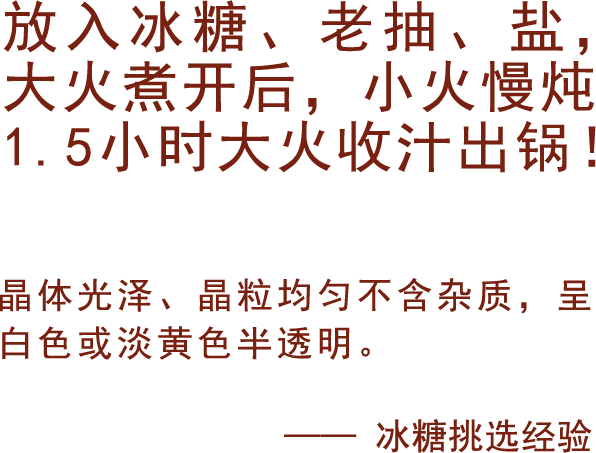 放入冰糖、老抽、盐，
大火煮开后，小火慢炖
1.5小时大火收汁出锅！
晶体光泽、晶粒均匀不含杂质，呈
白色或淡黄色半透明。
—— 冰糖挑选经验